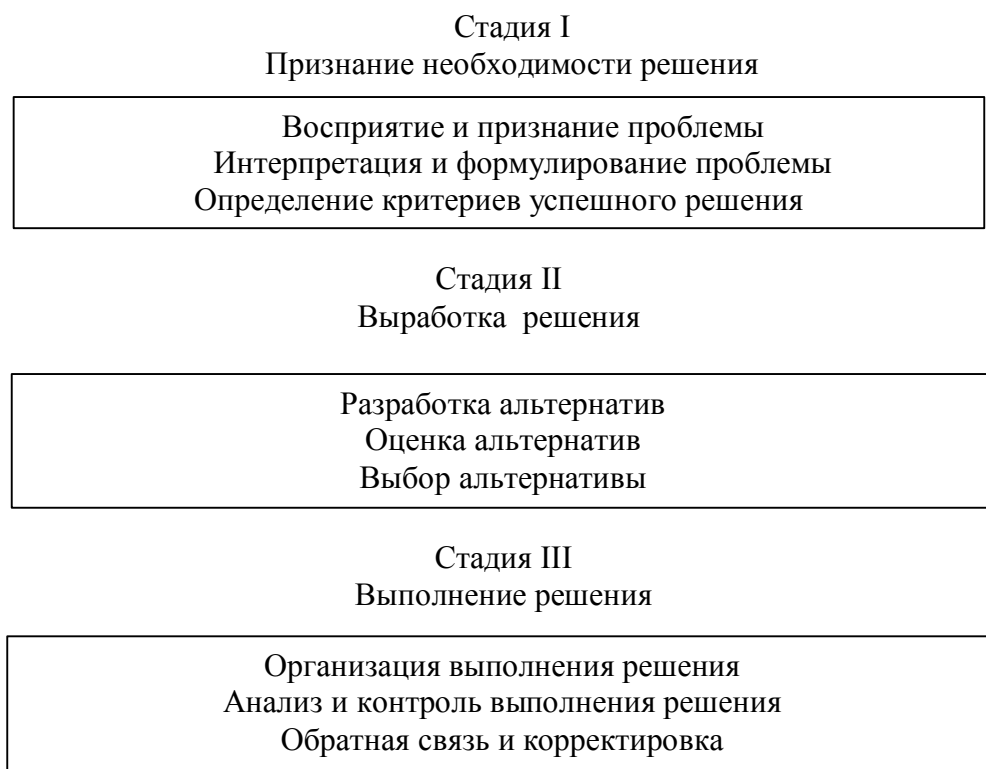 Стадия I
Признание необходимости решения
Восприятие и признание проблемы
Интерпретация и формулирование проблемы
Определение критериев успешного решения
Стадия II
Выработка  решения
Разработка альтернатив
Оценка альтернатив
Выбор альтернативы
Стадия III
Выполнение решения
Организация выполнения решения
Анализ и контроль выполнения решения
Обратная связь и корректировка